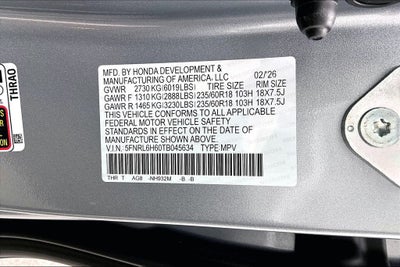 THRAO
MFD. BY HONDA DEVELOPMENT &
MANUFACTURING OF AMERICA, LLC 02/26
GVWR 2730 KG(6019LBS) TIRE SIZE RIM SIZE
GAWR F 1310 KG(2888LBS)235/60R18 103H 18X7.5J
GAWR R 1465 KG(3230LBS)235/60R18 103H 18X7.5J
THIS VEHICLE CONFORMS TO ALL APPLICABLE
FEDERAL MOTOR VEHICLE SAFETY
STANDARDS IN EFFECT ON THE DATE OF
MANUFACTURE SHOWN ABOVE.
V.I.N.: 5FNRL6H60TB045634 TYPE MPV
THR T AG8 -NH932M -B -B